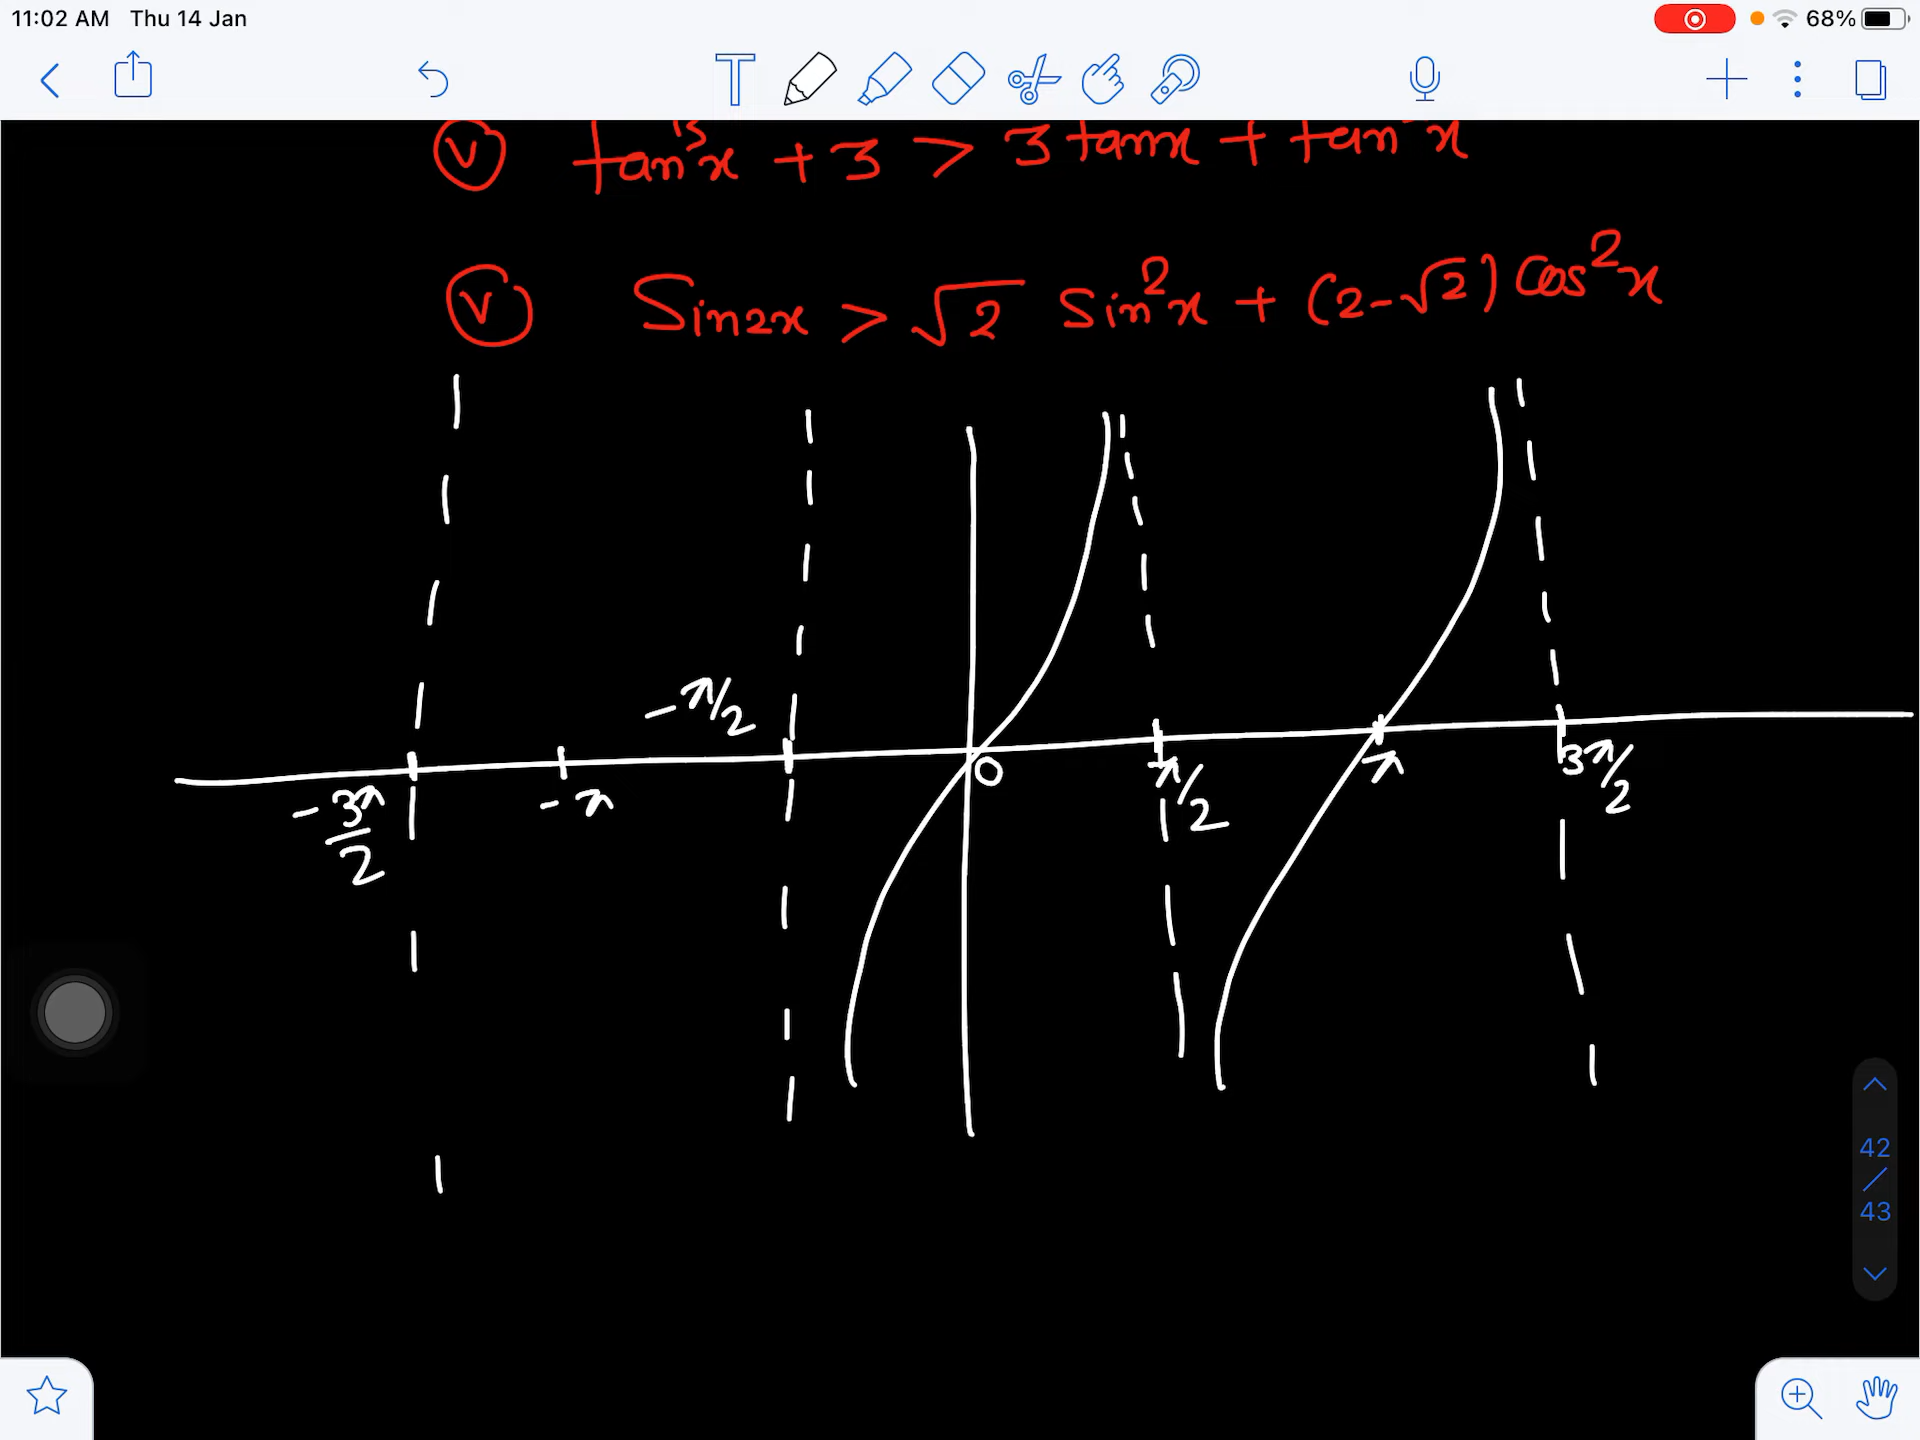 11:02 AM Thu 14 Jan 68%
T
(V) tan³x + 3 > 3 tanx + tan²x
(V) Sin2x > √2 Sin²x + (2-√2) Cos²x
-π/2
0
-3π/2
-π
π/2
π
3π/2
42
/
43